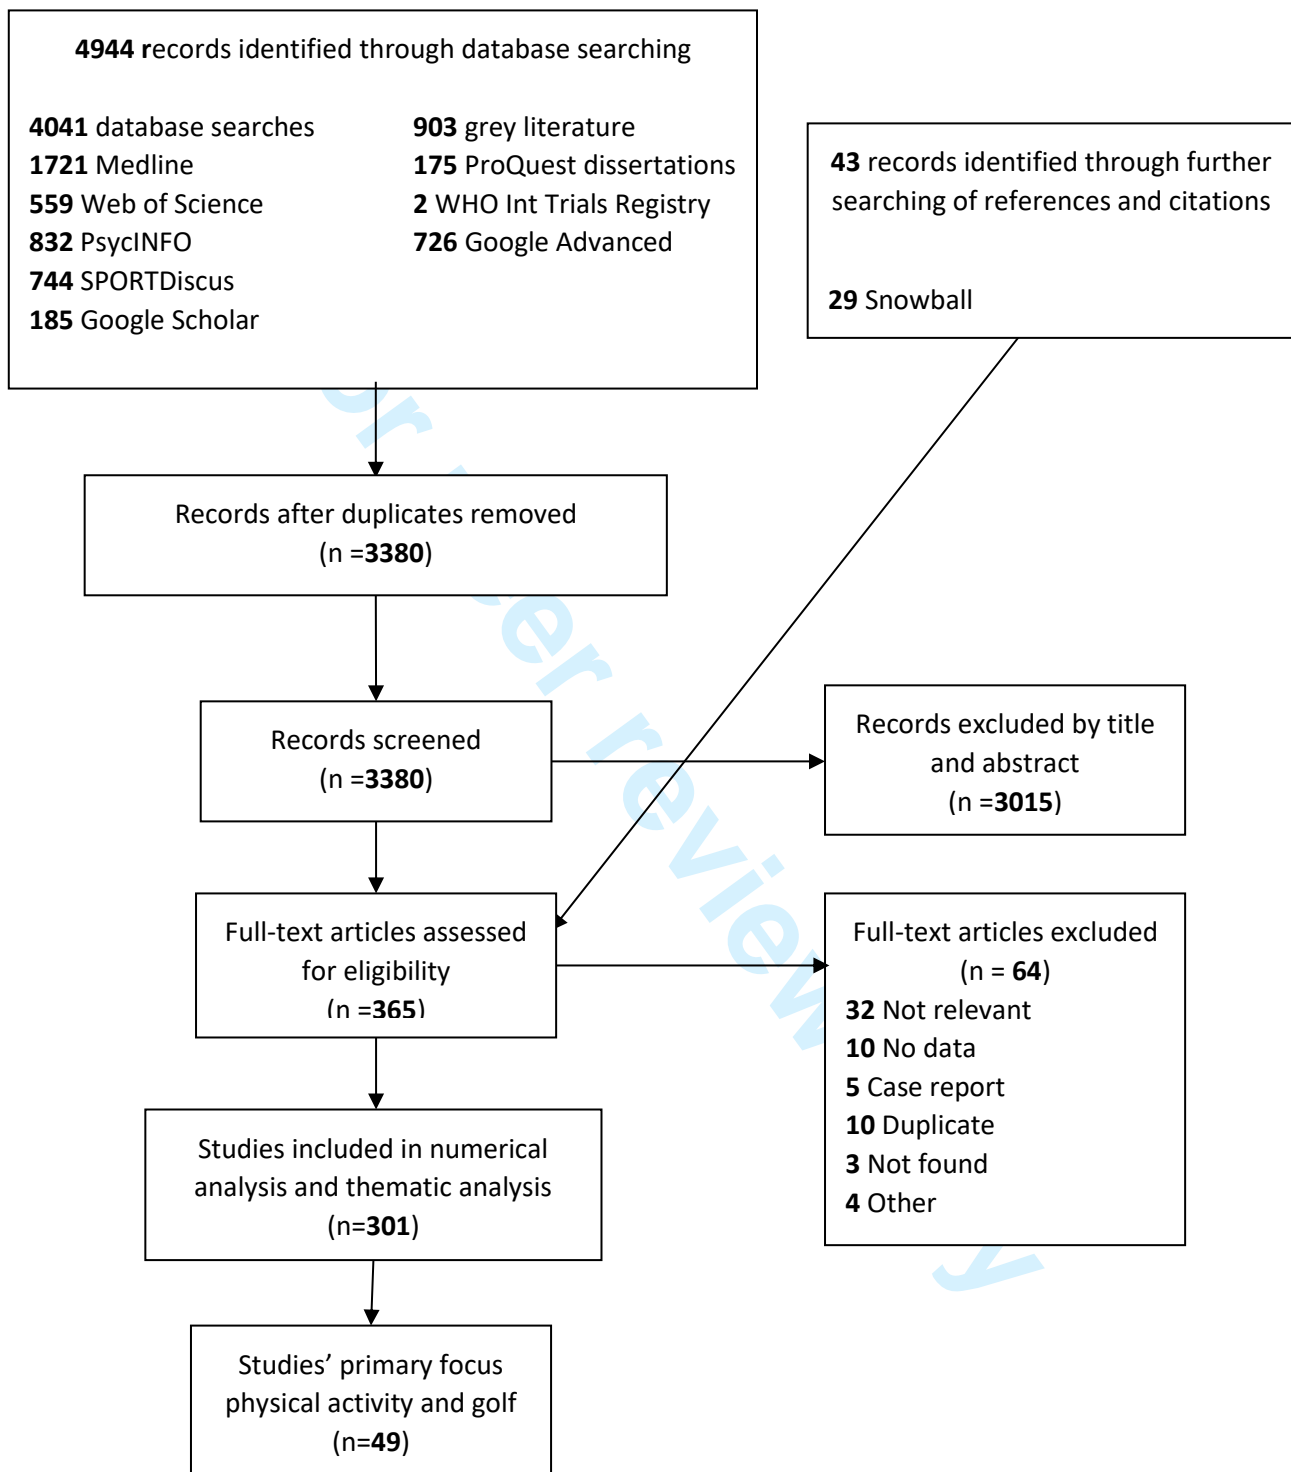 4944 records identified through database searching
4041 database searches
1721 Medline
559 Web of Science
832 PsycINFO
744 SPORTDiscus
185 Google Scholar
903 grey literature
175 ProQuest dissertations
2 WHO Int Trials Registry
726 Google Advanced
43 records identified through further
searching of references and citations
29 Snowball
Records after duplicates removed
(n =3380)
Records screened
(n =3380)
Records excluded by title
and abstract
(n =3015)
Full-text articles assessed
for eligibility
(n =365)
Full-text articles excluded
(n = 64)
32 Not relevant
10 No data
5 Case report
10 Duplicate
3 Not found
4 Other
Studies included in numerical
analysis and thematic analysis
(n=301)
Studies’ primary focus
physical activity and golf
(n=49)
review